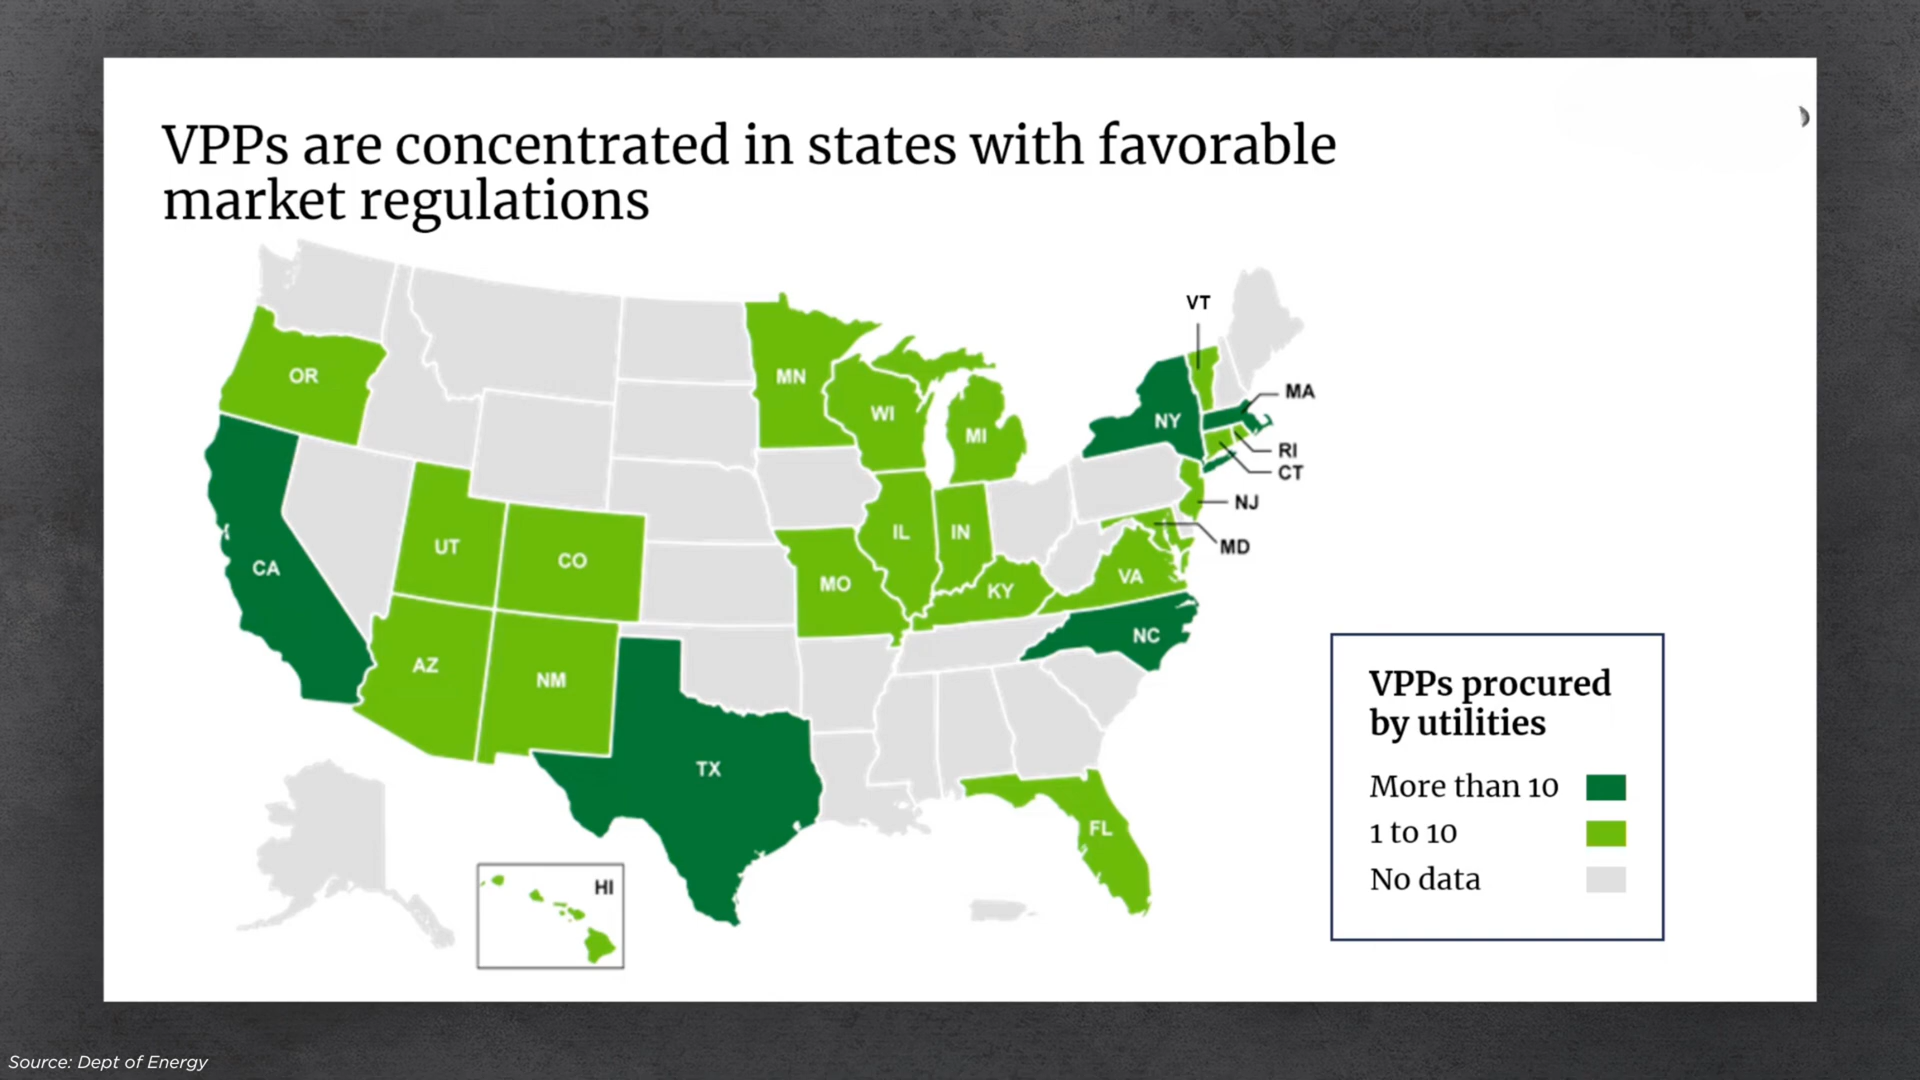 VPPs are concentrated in states with favorable
market regulations
VT
OR
MN
MA
WI
NY
MI
RI
CT
NJ
IL
IN
UT
MD
CO
CA
VA
MO
KY
NC
AZ
NM
VPPs procured
by utilities
TX
More than 10
FL
1 to 10
No data
HI
Source: Dept of Energy